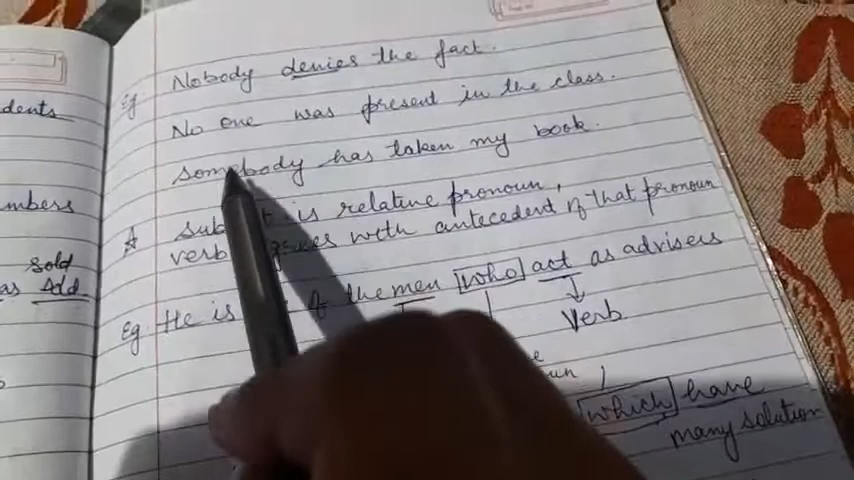 dents
mbers
sold
as Add
Eg Nobody denies the fact.
No one was present in the class.
somebody has taken my book.
is relative pronoun,
verb with antecedent of that pronoun
Eg He is of the men who act as advisers
Verb
which have
many solution